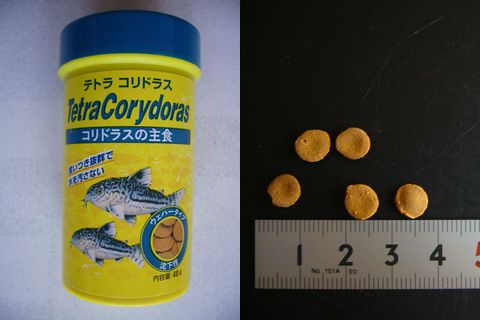 テトラ コリドラス
TetraCorydoras
コリドラスの主食
食いつき抜群で
水を汚さない
ウェハータイプ
沈下性
内容量:48g
1 2 3 4 5
No. 101A ED